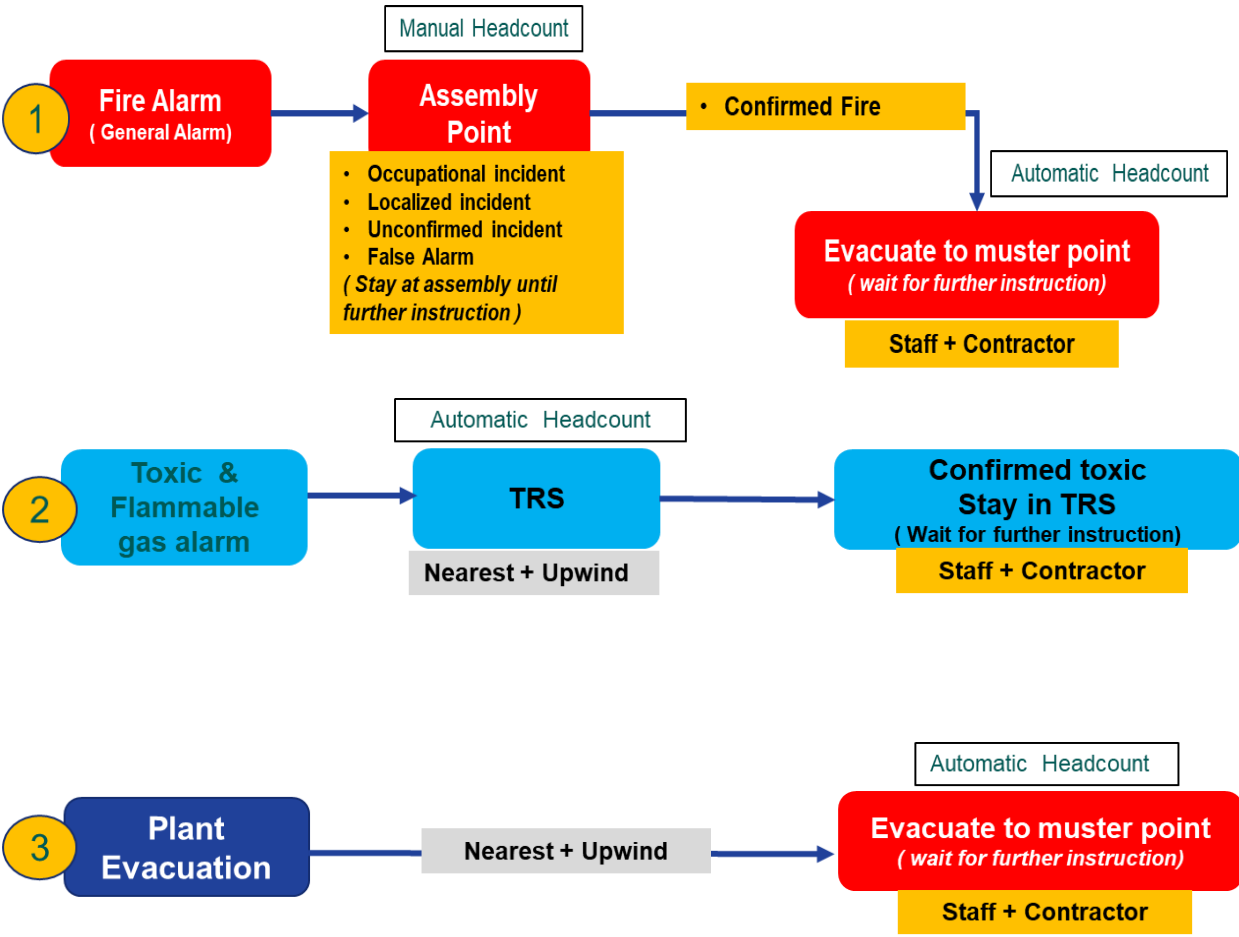 Manual Headcount
1
Fire Alarm
( General Alarm)
Assembly
Point
• Confirmed Fire
• Occupational incident
• Localized incident
• Unconfirmed incident
• False Alarm
( Stay at assembly until
further instruction )
Automatic Headcount
Evacuate to muster point
( wait for further instruction)
Staff + Contractor
Automatic Headcount
2
Toxic &
Flammable
gas alarm
TRS
Nearest + Upwind
Confirmed toxic
Stay in TRS
( Wait for further instruction)
Staff + Contractor
3
Plant
Evacuation
Nearest + Upwind
Automatic Headcount
Evacuate to muster point
( wait for further instruction)
Staff + Contractor